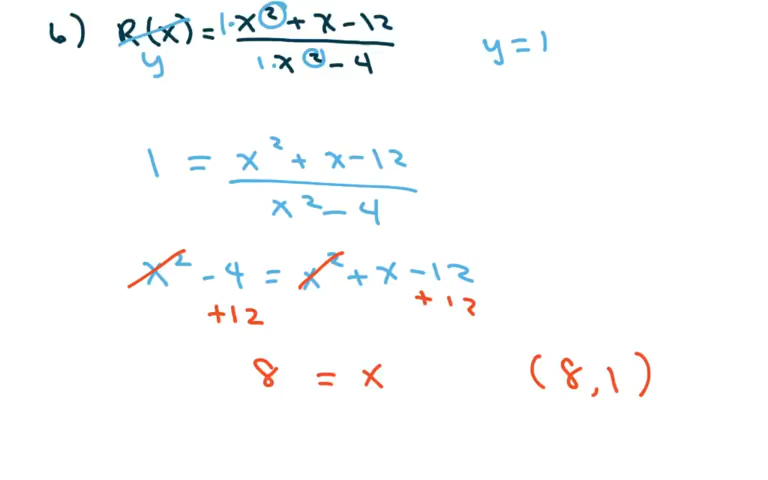 6) R(x) = 1·x² + x - 12 / 1·x² - 4 y = 1
y
1 = x² + x - 12 / x² - 4
x² - 4 = x² + x - 12
+12 +12
8 = x (8,1)